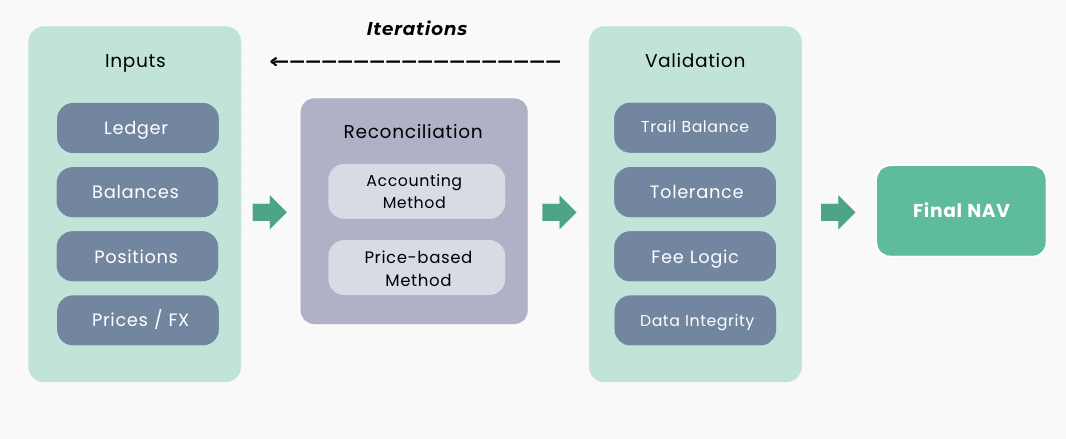 Iterations
Inputs
Ledger
Balances
Positions
Prices / FX
Reconciliation
Accounting
Method
Price-based
Method
Validation
Trail Balance
Tolerance
Fee Logic
Data Integrity
Final NAV